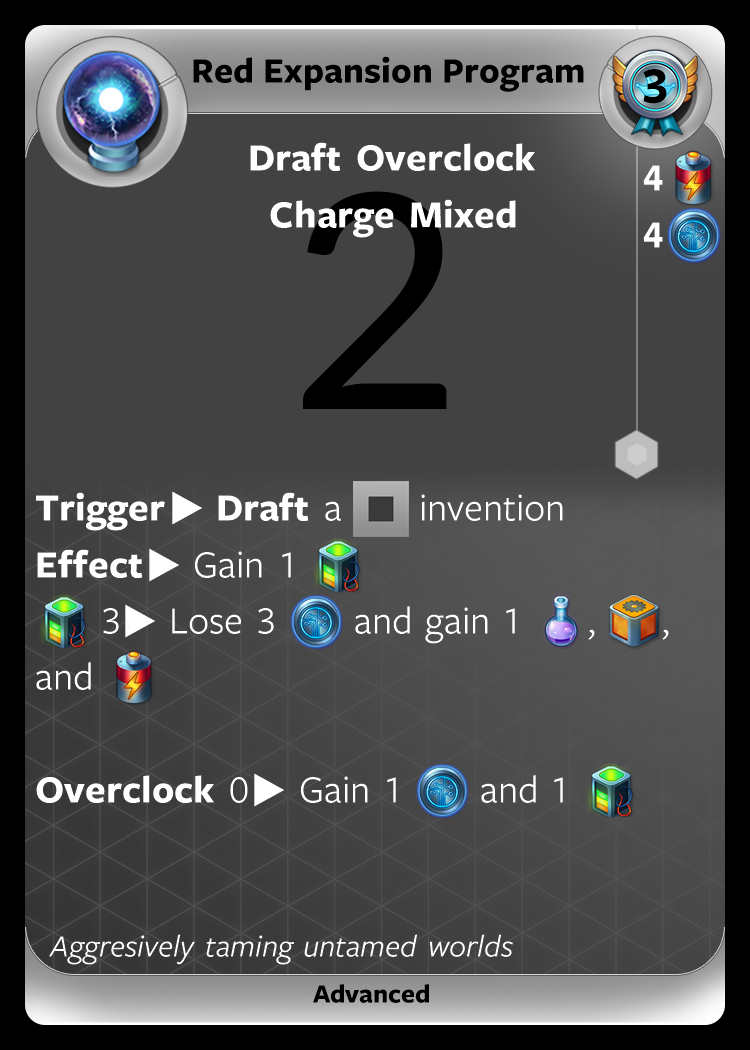 Red Expansion Program
3
Draft Overclock
4
Charge Mixed
4
2
Trigger▶ Draft a invention
Effect▶ Gain 1
3▶ Lose 3 and gain 1 , ,
and
Overclock 0▶ Gain 1 and 1
Aggresively taming untamed worlds
Advanced